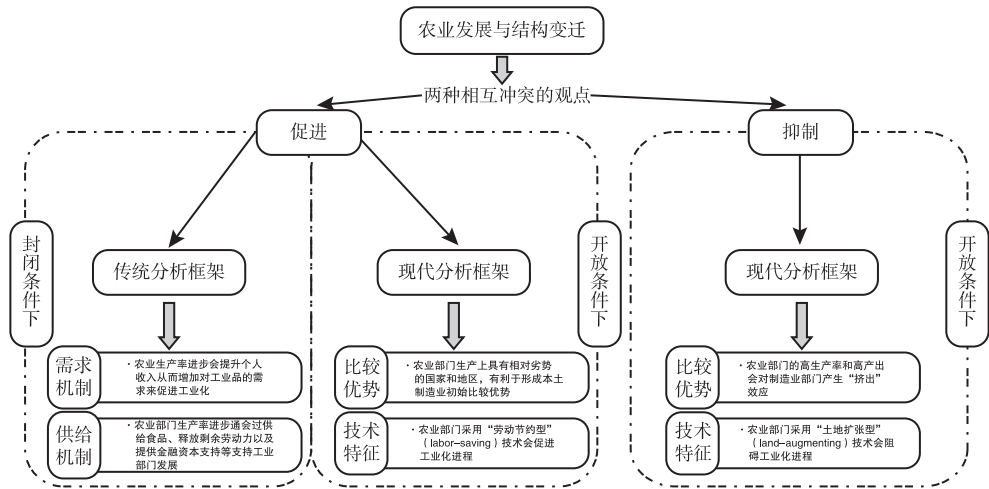 农业发展与结构变迁
两种相互冲突的观点
促进
抑制
封闭条件下
传统分析框架
需求
机制
·农业生产率进步会提升个人
收入从而增加对工业品的需
求来促进工业化
供给
机制
·农业部门生产率进步通会过供
给食品、释放剩余劳动力以及
提供金融资本支持等支持工业
部门发展
现代分析框架
开放条件下
比较
优势
·农业部门生产上具有相对劣势
的国家和地区，有利于形成本土
制造业初始比较优势
技术
特征
·农业部门采用“劳动节约型”
（labor–saving）技术会促进
工业化进程
现代分析框架
开放条件下
比较
优势
·农业部门的高生产率和高产出
会对制造业部门产生“挤出”
效应
技术
特征
·农业部门采用“土地扩张型”
（land–augmenting）技术会阻
碍工业化进程